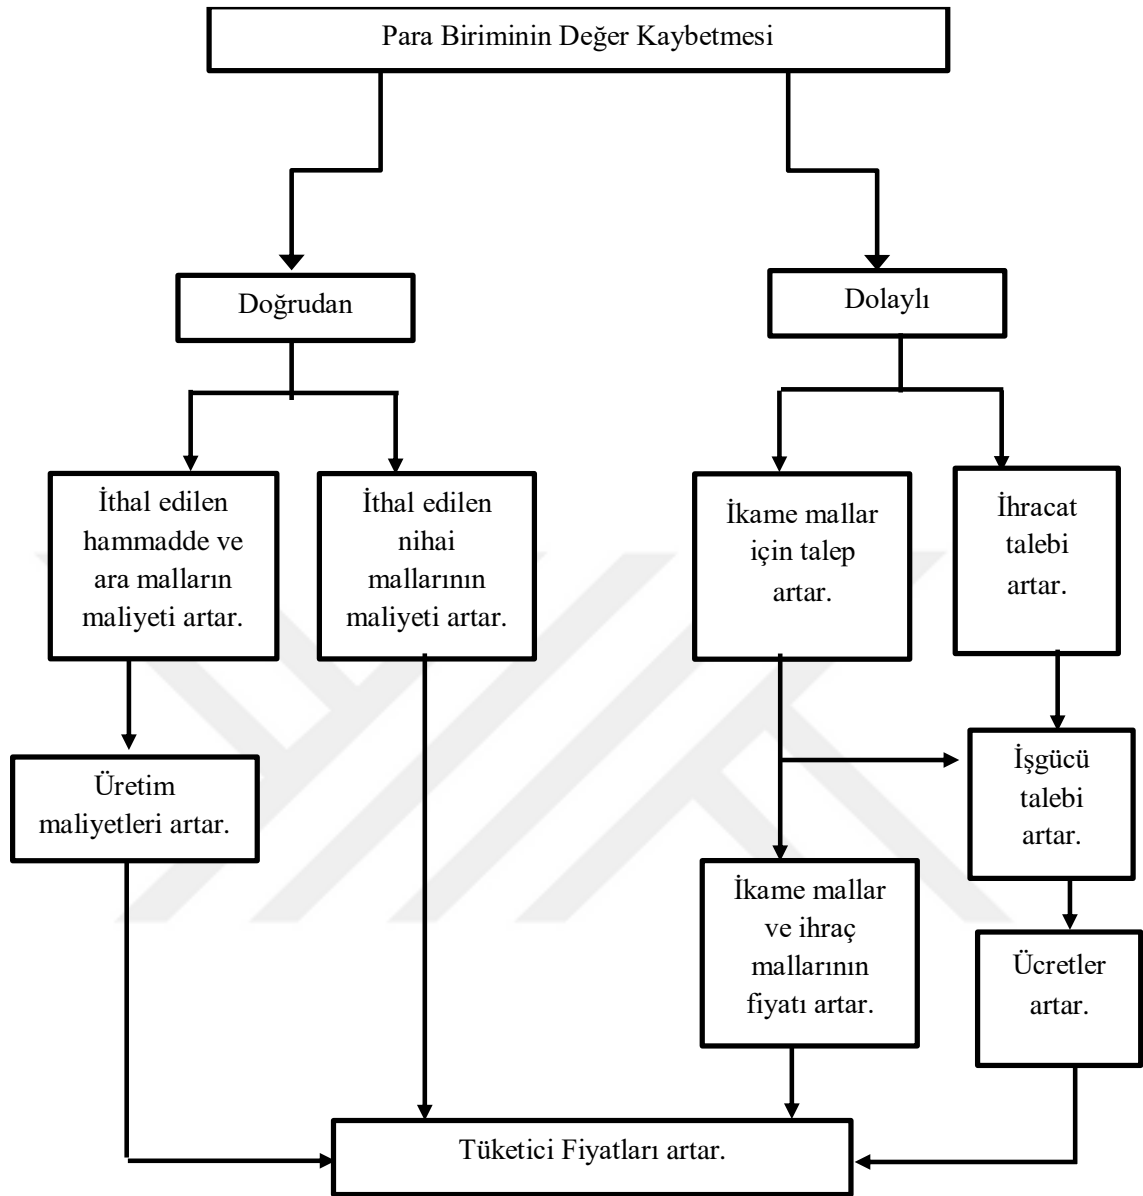 Para Biriminin Değer Kaybetmesi
Doğrudan
Dolaylı
İthal edilen
hammadde ve
ara malların
maliyeti artar.
İthal edilen
nihai
mallarının
maliyeti artar.
İkame mallar
için talep
artar.
İhracat
talebi
artar.
Üretim
maliyetleri artar.
İşgücü
talebi
artar.
İkame mallar
ve ihraç
mallarının
fiyatı artar.
Ücretler
artar.
Tüketici Fiyatları artar.